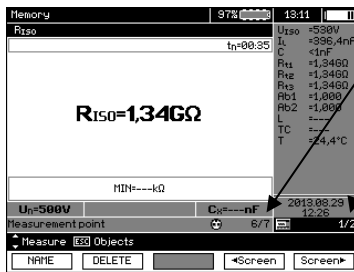 Memory 97% 13:11
RISO
tn=00:35
RISO=1,34GΩ
MIN=---kΩ
Un=500V Cx=---nF
UISO =530V
IL =396,4nA
C <1nF
Rt1 =1,34GΩ
Rt2 =1,34GΩ
Rt3 =1,34GΩ
Ab1 =1,000
Ab2 =1,000
L =---
TC =---
T =24,4°C
2013.08.29
12:26
Measurement point 6/7 1/2
Measure ESC Objects
NAME DELETE ◄Screen Screen►